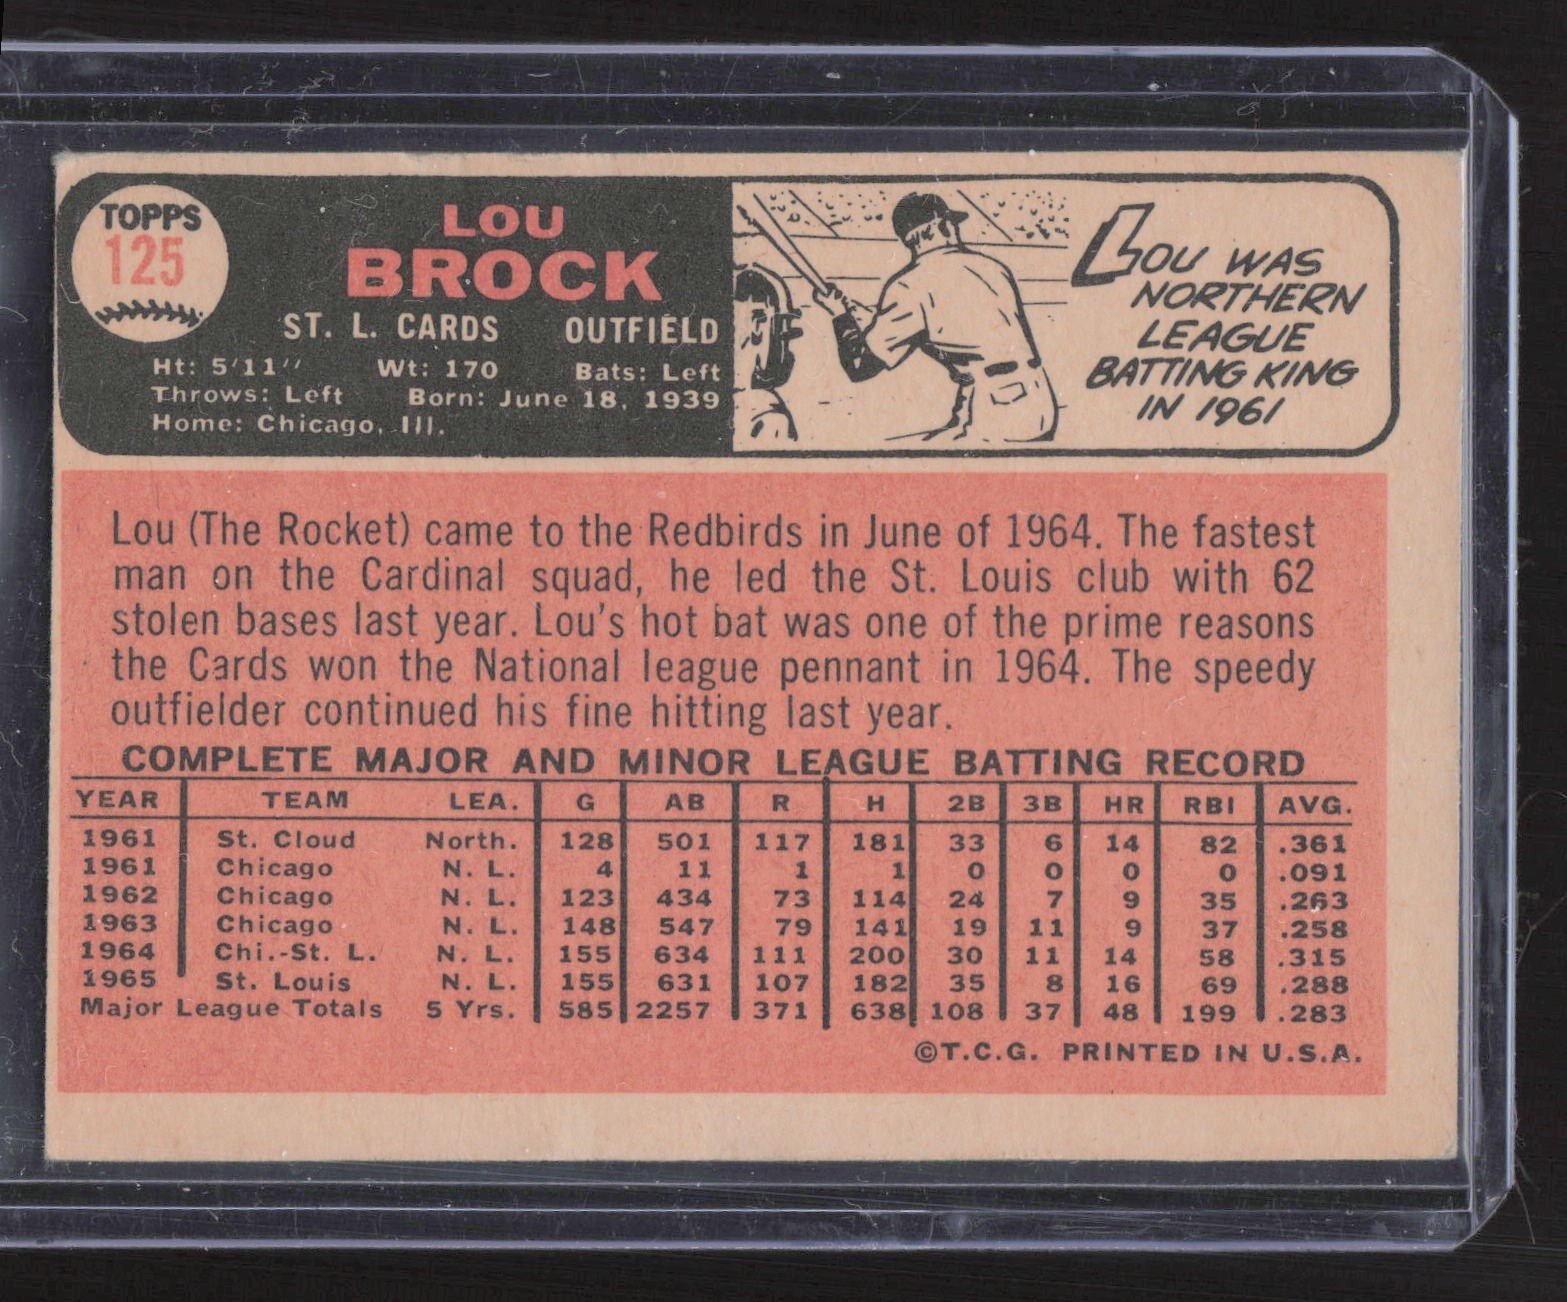 TOPPS
125
LOU
BROCK
ST. L. CARDS OUTFIELD
Ht: 5'11" Wt: 170 Bats: Left
Throws: Left Born: June 18, 1939
Home: Chicago, Ill.
LOU WAS
NORTHERN
LEAGUE
BATTING KING
IN 1961
Lou (The Rocket) came to the Redbirds in June of 1964. The fastest
man on the Cardinal squad, he led the St. Louis club with 62
stolen bases last year. Lou's hot bat was one of the prime reasons
the Cards won the National league pennant in 1964. The speedy
outfielder continued his fine hitting last year.
COMPLETE MAJOR AND MINOR LEAGUE BATTING RECORD
YEAR TEAM LEA. G AB R H 2B 3B HR RBI AVG.
1961 St. Cloud North. 128 501 117 181 33 6 14 82 .361
1961 Chicago N. L. 4 11 1 1 0 0 0 0 .091
1962 Chicago N. L. 123 434 73 114 24 7 9 35 .263
1963 Chicago N. L. 148 547 79 141 19 11 9 37 .258
1964 Chi.-St. L. N. L. 155 634 111 200 30 11 14 58 .315
1965 St. Louis N. L. 155 631 107 182 35 8 16 69 .288
Major League Totals 5 Yrs. 585 2257 371 638 108 37 48 199 .283
©T.C.G. PRINTED IN U.S.A.